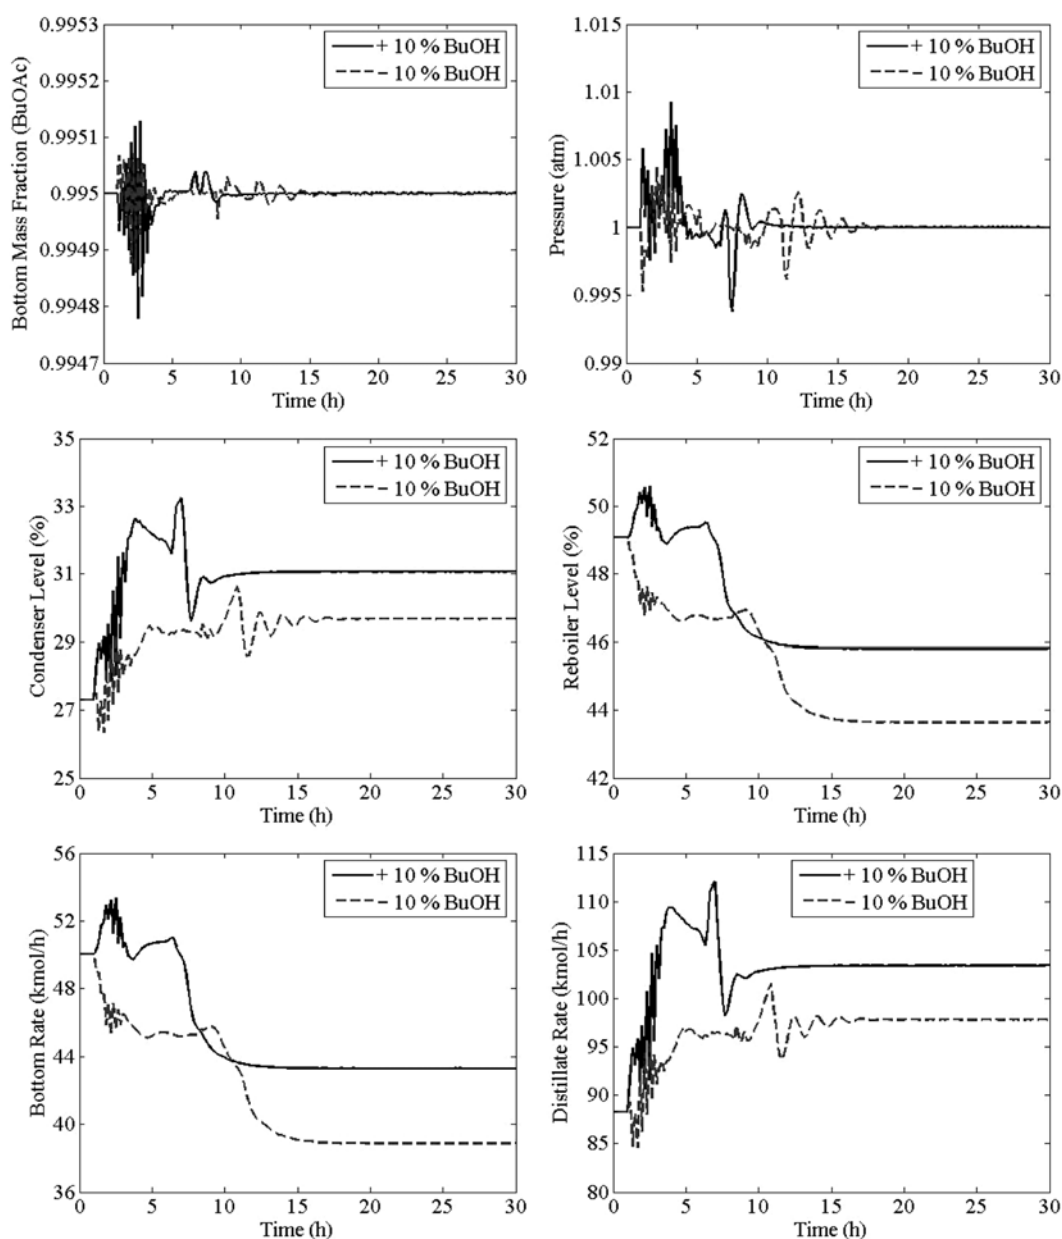 0.9953
0.9952
0.9951
0.995
0.9949
0.9948
0.9947
0 5 10 15 20 25 30
Bottom Mass Fraction (BuOAc)
Time (h)
+ 10 % BuOH
– 10 % BuOH
1.015
1.01
1.005
1
0.995
0.99
0 5 10 15 20 25 30
Pressure (atm)
Time (h)
+ 10 % BuOH
– 10 % BuOH
35
33
31
29
27
25
0 5 10 15 20 25 30
Condenser Level (%)
Time (h)
+ 10 % BuOH
– 10 % BuOH
52
50
48
46
44
42
0 5 10 15 20 25 30
Reboiler Level (%)
Time (h)
+ 10 % BuOH
– 10 % BuOH
56
52
48
43
39
36
0 5 10 15 20 25 30
Bottom Rate (kmol/h)
Time (h)
+ 10 % BuOH
– 10 % BuOH
115
110
105
100
95
90
85
80
0 5 10 15 20 25 30
Distillate Rate (kmol/h)
Time (h)
+ 10 % BuOH
– 10 % BuOH